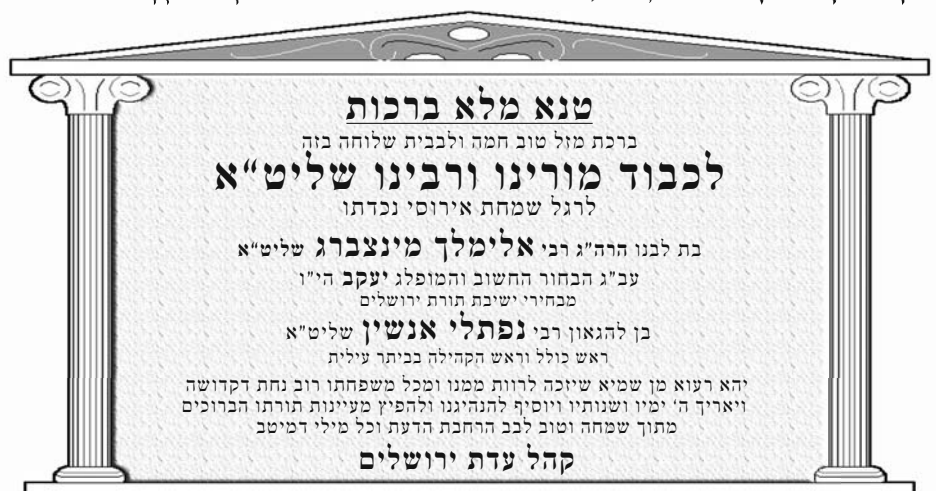 טנא מלא ברכות
ברכת מזל טוב חמה ולבבית שלוחה בזה
לכבוד מורינו ורבינו שליט"א
לרגל שמחת אירוסי נכדתו
בת לבנו הרה"ג רבי אלימלך מינצברג שליט"א
עב"ג הבחור החשוב והמופלג יעקב הי"ו
מבחירי ישיבת תורת ירושלים
בן להגאון רבי נפתלי אנשין שליט"א
ראש כולל וראש הקהילה בביתר עילית
יהא רעוא מן שמיא שיזכה לרוות ממנו ומכל משפחתו רוב נחת דקדושה
ויאריך ה' ימיו ושנותיו ויוסיף להנהיגנו ולהפיץ מעיינות תורתו הברוכים
מתוך שמחה וטוב לבב הרחבת הדעת וכל מילי דמיטב
קהל עדת ירושלים